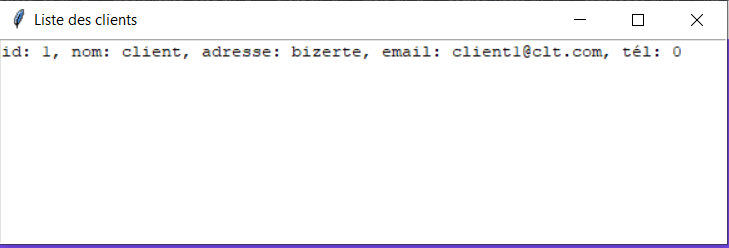 Liste des clients
id: 1, nom: client, adresse: bizerte, email: client1@clt.com, tél: 0